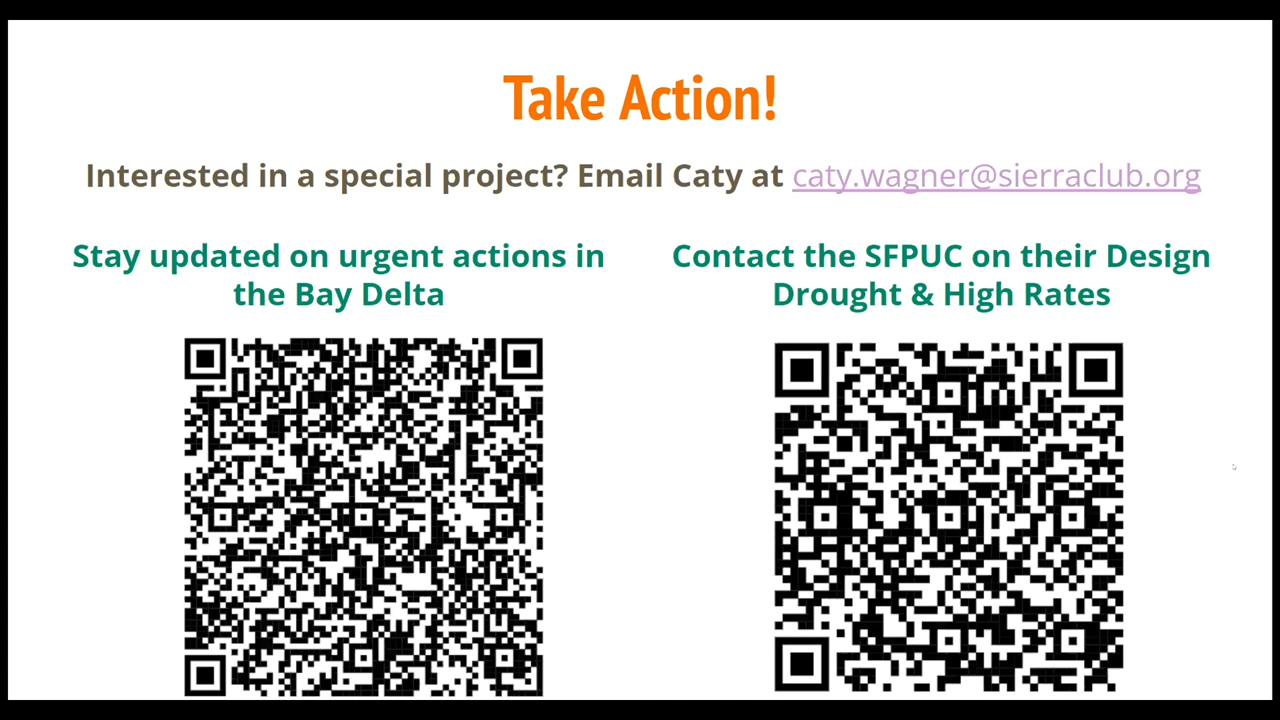 Take Action!
Interested in a special project? Email Caty at caty.wagner@sierraclub.org
Stay updated on urgent actions in
the Bay Delta
Contact the SFPUC on their Design
Drought & High Rates